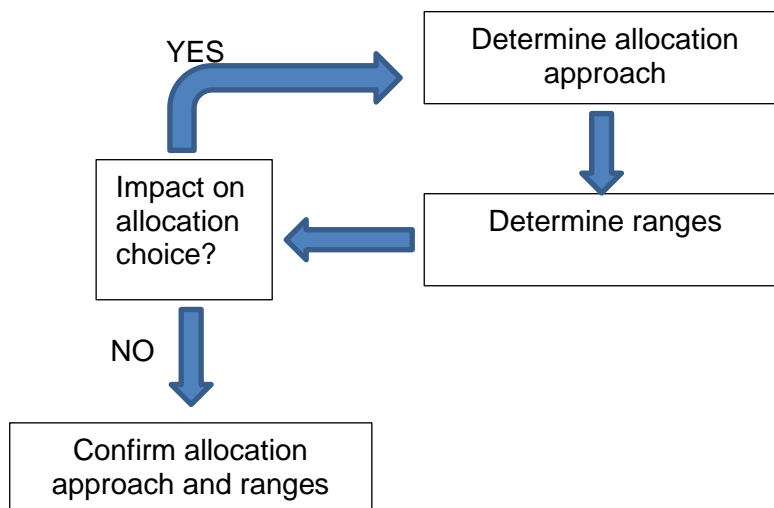 YES
Determine allocation
approach
Impact on
allocation
choice?
Determine ranges
NO
Confirm allocation
approach and ranges